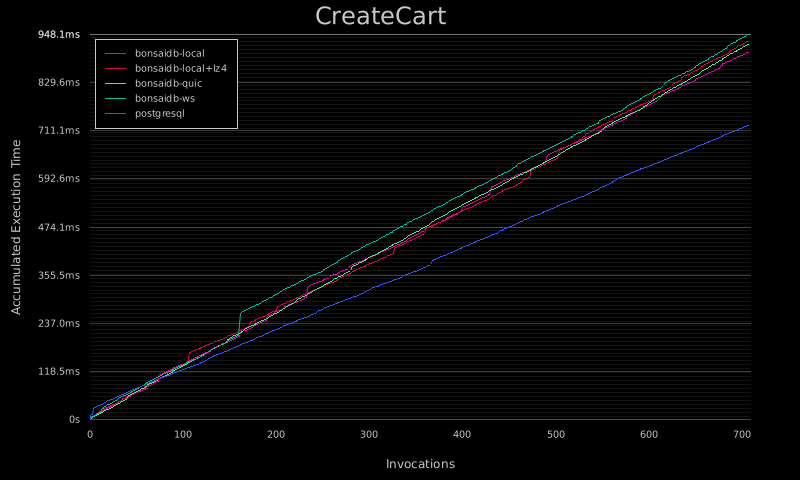 CreateCart
948.1ms
829.6ms
711.1ms
592.6ms
474.1ms
355.5ms
237.0ms
118.5ms
0s
Accumulated Execution Time
bonsaidb-local
bonsaidb-local+lz4
bonsaidb-quic
bonsaidb-ws
postgresql
0 100 200 300 400 500 600 700
Invocations